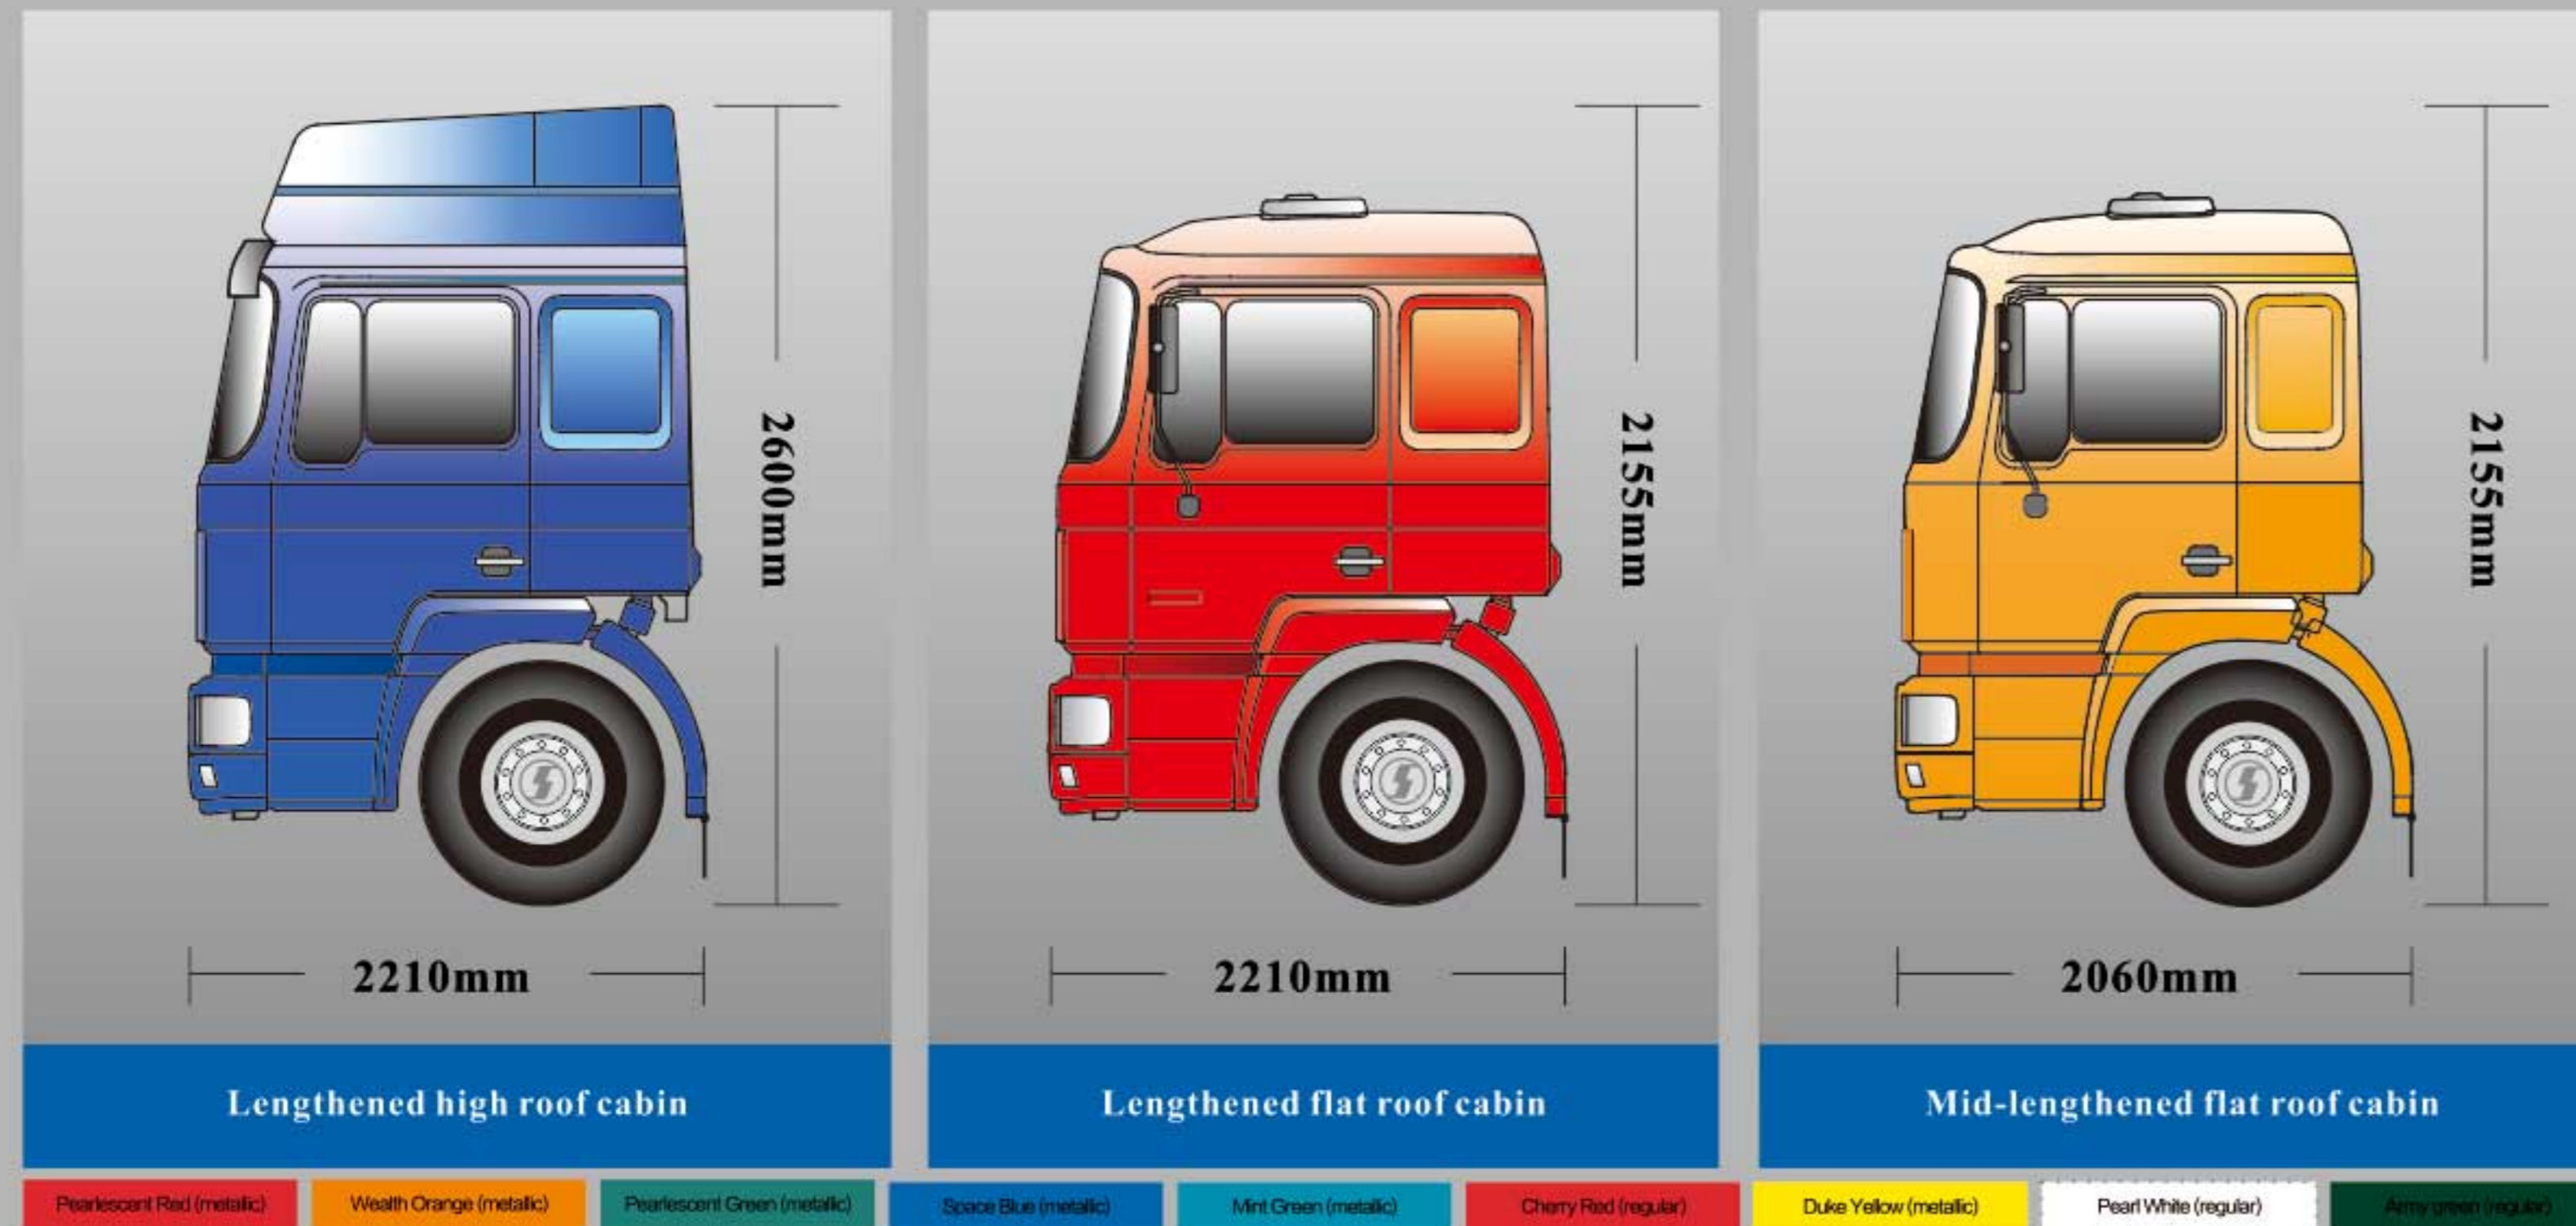 2600mm
2155mm
2155mm
2210mm
2210mm
2060mm
Lengthened high roof cabin
Lengthened flat roof cabin
Mid-lengthened flat roof cabin
Pearlescent Red (metallic)
Wealth Orange (metallic)
Pearlescent Green (metallic)
Space Blue (metallic)
Mint Green (metallic)
Cherry Red (regular)
Duke Yellow (metallic)
Pearl White (regular)
Army green (regular)